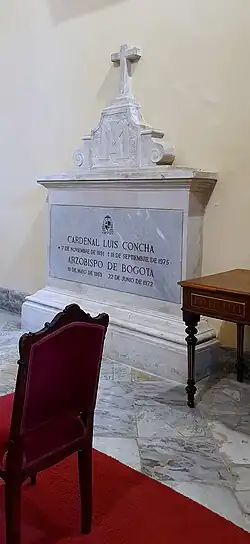 CARDENAL LUIS CONCHA
* 7 DE NOVIEMBRE DE 1891 † 18 DE SEPTIEMBRE DE 1975
ARZOBISPO DE BOGOTA
18 DE MAYO DE 1959 22 DE JUNIO DE 1972